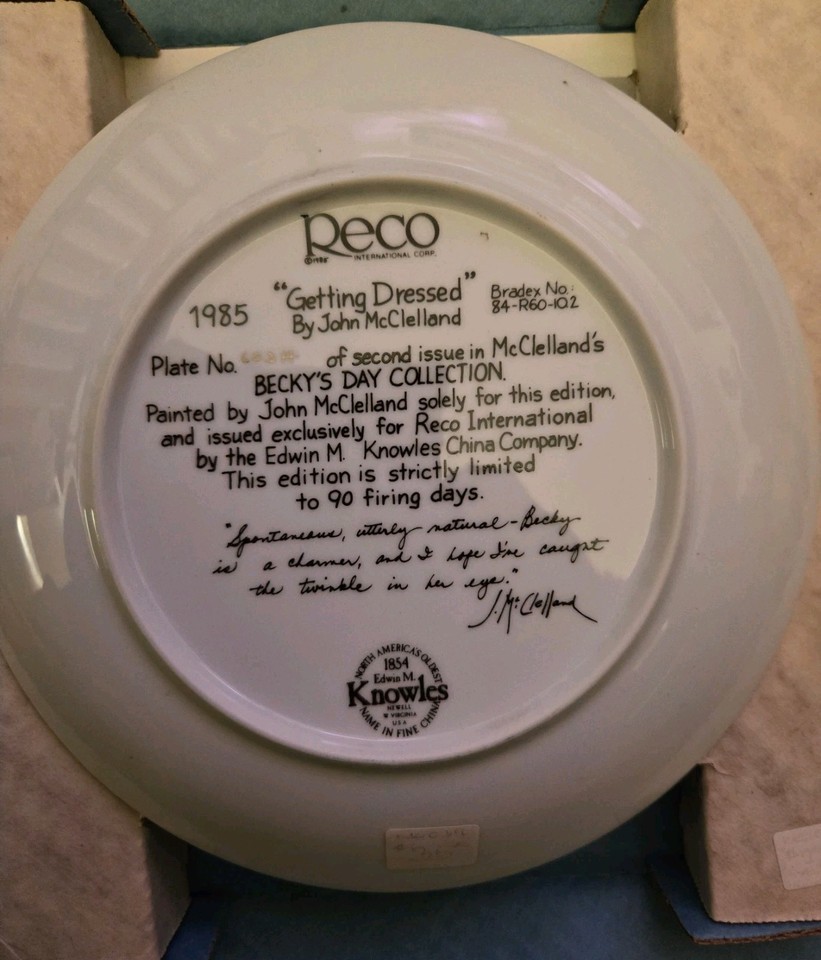 Reco
©1985 INTERNATIONAL CORP.
"Getting Dressed"
1985
By John McClelland
Bradex No.:
84-R60-10.2
Plate No. of second issue in McClelland's
BECKY'S DAY COLLECTION.
Painted by John McClelland solely for this edition,
and issued exclusively for Reco International
by the Edwin M. Knowles China Company.
This edition is strictly limited
to 90 firing days.
"Spontaneous, utterly natural - Becky
is a charmer, and I hope I've caught
the twinkle in her eye."
J. McClelland
NORTH AMERICA'S OLDEST
1854
Edwin M.
Knowles
NEWELL
W VIRGINIA
USA
NAME IN FINE CHINA